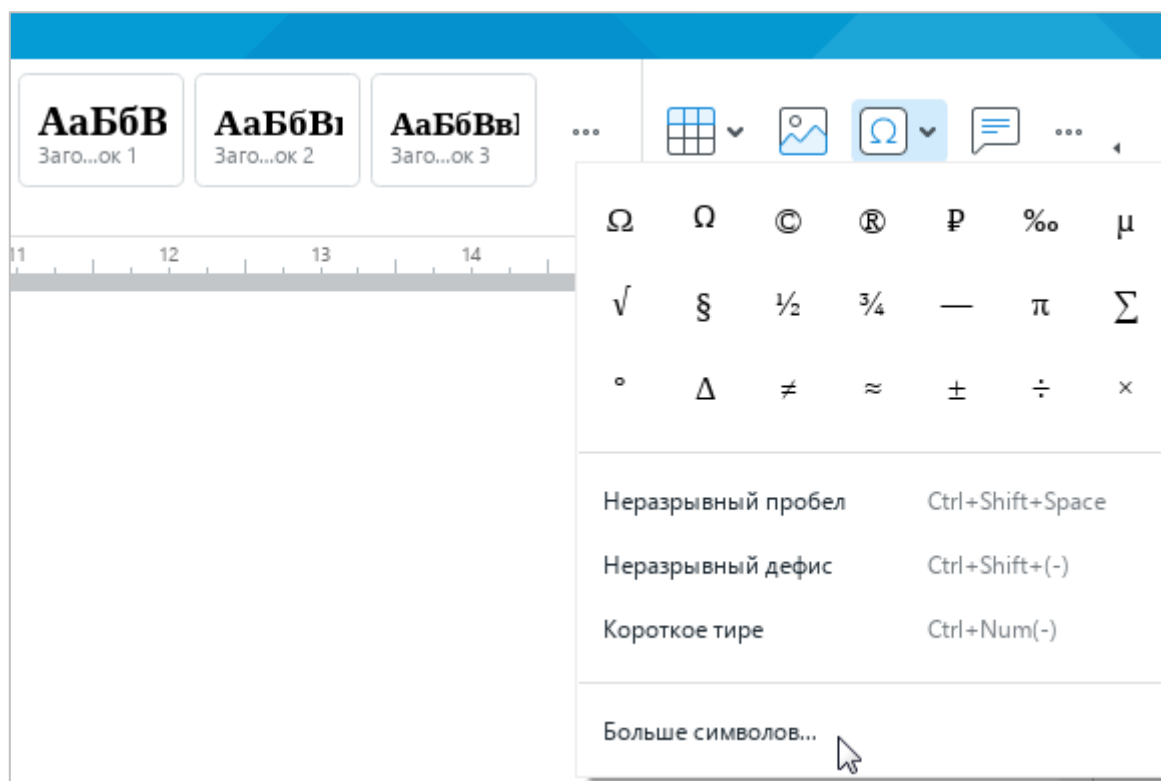 АаБбВ АаБбВ АаБбВв
Заго...ок 1 Заго...ок 2 Заго...ок 3
11 12 13 14
Ω Ω © ® ₽ ‰ µ
√ § ½ ¾ — π ∑
° Δ ≠ ≈ ± ÷ ×
Неразрывный пробел Ctrl+Shift+Space
Неразрывный дефис Ctrl+Shift+(-)
Короткое тире Ctrl+Num(-)
Больше символов...